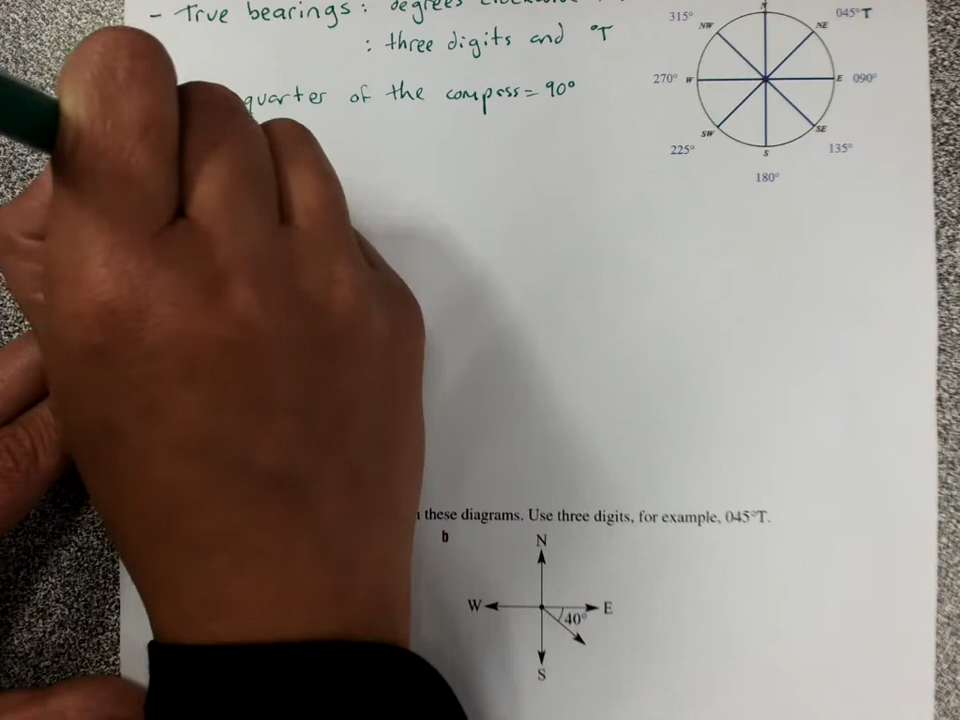 - True bearings: degrees
: three digits and °T
quarter of the compass = 90°
N
NE
045°T
E 090°
SE
135°
S
180°
SW
225°
270° W
NW
315°
these diagrams. Use three digits, for example, 045°T.
b
N
W
E
40°
S